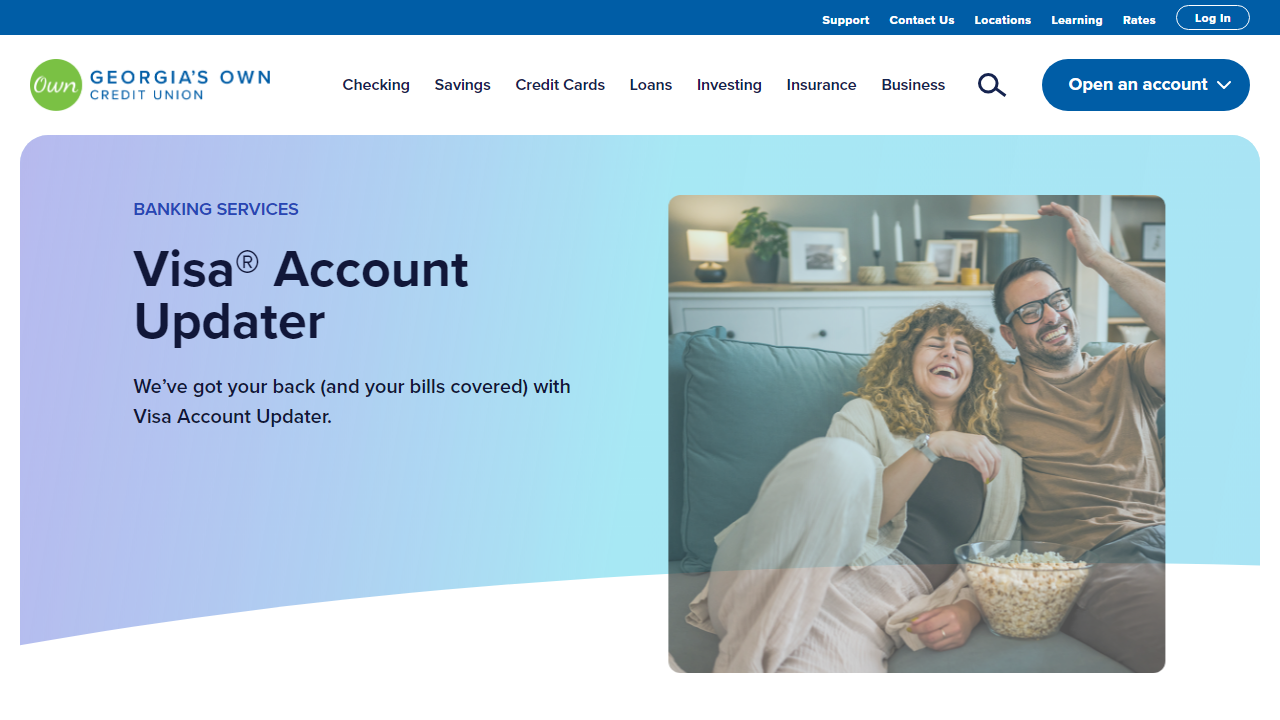 Support Contact Us Locations Learning Rates Log In
Own GEORGIA'S OWN
CREDIT UNION
Checking Savings Credit Cards Loans Investing Insurance Business Open an account
BANKING SERVICES
Visa® Account
Updater
We’ve got your back (and your bills covered) with
Visa Account Updater.